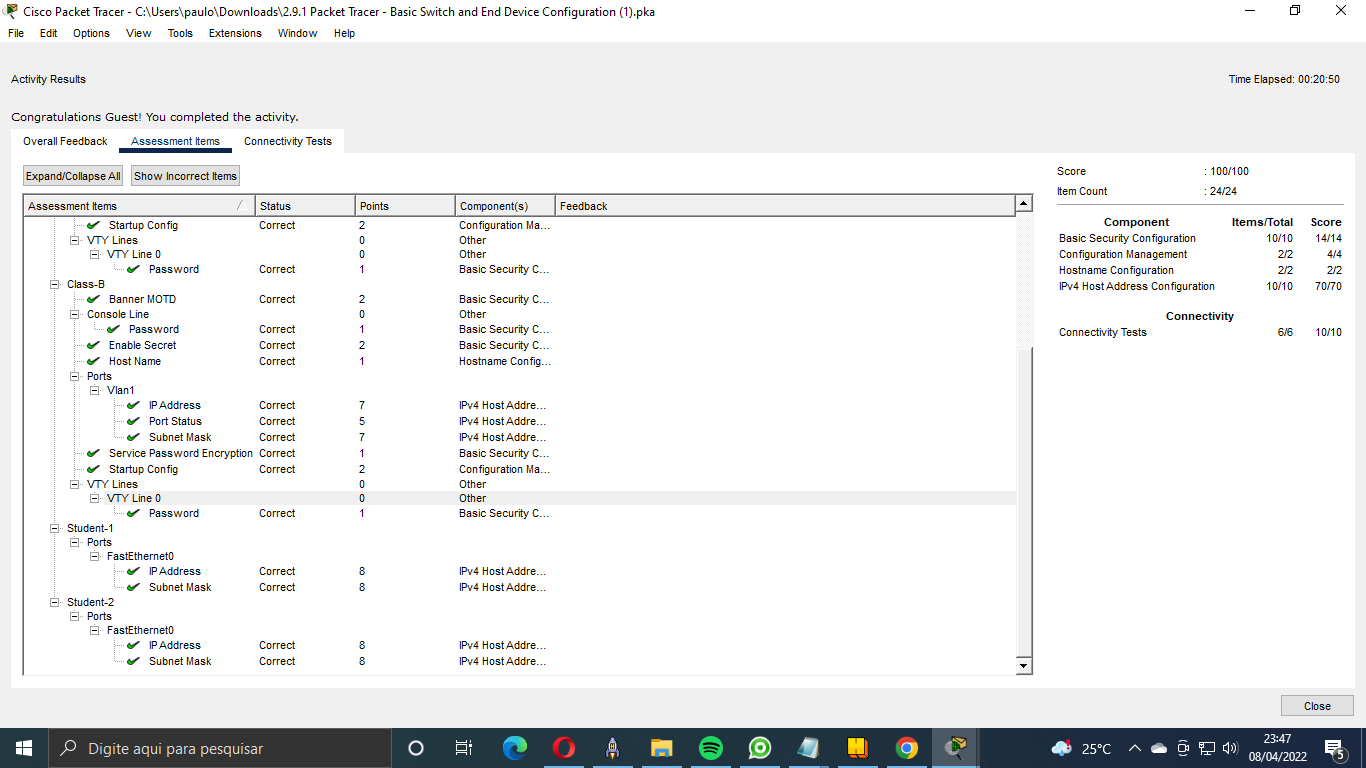 Cisco Packet Tracer - C:\Users\paulo\Downloads\2.9.1 Packet Tracer - Basic Switch and End Device Configuration (1).pka
File Edit Options View Tools Extensions Window Help
Activity Results Time Elapsed: 00:20:50
Congratulations Guest! You completed the activity.
Overall Feedback Assessment Items Connectivity Tests
Expand/Collapse All Show Incorrect Items
Assessment Items Status Points Component(s) Feedback
Startup Config Correct 2 Configuration Ma...
VTY Lines 0 Other
VTY Line 0 0 Other
Password Correct 1 Basic Security C...
Class-B
Banner MOTD Correct 2 Basic Security C...
Console Line 0 Other
Password Correct 1 Basic Security C...
Enable Secret Correct 2 Basic Security C...
Host Name Correct 1 Hostname Config...
Ports
Vlan1
IP Address Correct 7 IPv4 Host Addre...
Port Status Correct 5 IPv4 Host Addre...
Subnet Mask Correct 7 IPv4 Host Addre...
Service Password Encryption Correct 1 Basic Security C...
Startup Config Correct 2 Configuration Ma...
VTY Lines 0 Other
VTY Line 0 0 Other
Password Correct 1 Basic Security C...
Student-1
Ports
FastEthernet0
IP Address Correct 8 IPv4 Host Addre...
Subnet Mask Correct 8 IPv4 Host Addre...
Student-2
Ports
FastEthernet0
IP Address Correct 8 IPv4 Host Addre...
Subnet Mask Correct 8 IPv4 Host Addre...
Score : 100/100
Item Count : 24/24
Component Items/Total Score
Basic Security Configuration 10/10 14/14
Configuration Management 2/2 4/4
Hostname Configuration 2/2 2/2
IPv4 Host Address Configuration 10/10 70/70
Connectivity
Connectivity Tests 6/6 10/10
Close
Digite aqui para pesquisar
25°C
23:47
08/04/2022
5